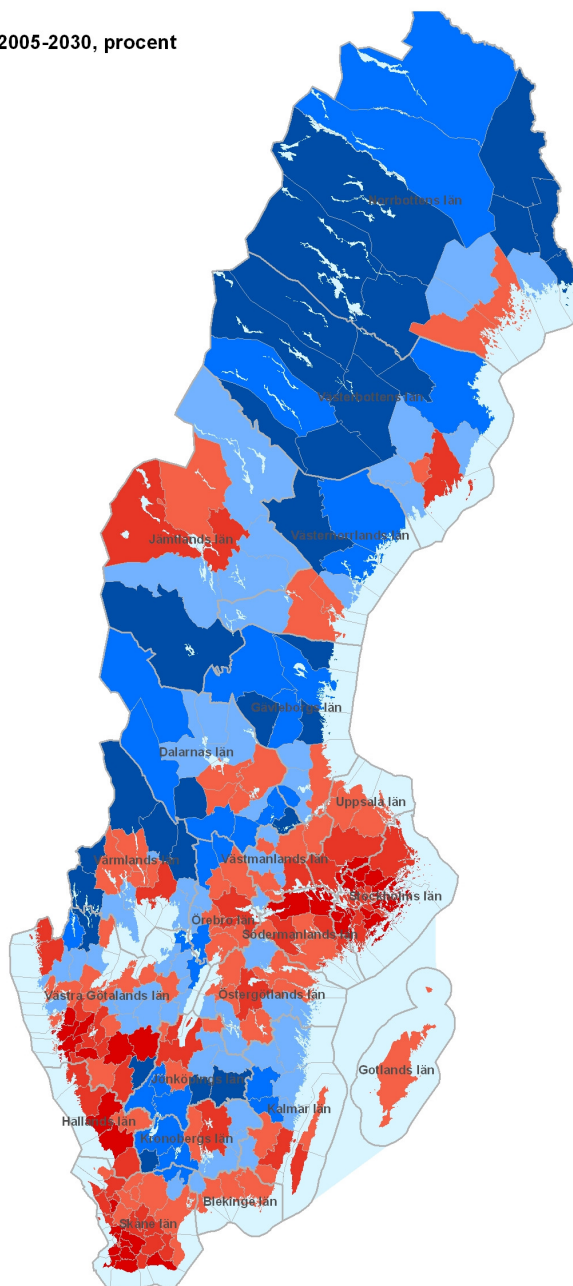 2005-2030, procent
Norrbottens län
Västerbottens län
Jämtlands län
Västernorrlands län
Gävleborgs län
Dalarnas län
Uppsala län
Värmlands län
Västmanlands län
Stockholms län
Örebro län
Södermanlands län
Västra Götalands län
Östergötlands län
Gotlands län
Jönköpings län
Kalmar län
Hallands län
Kronobergs län
Blekinge län
Skåne län